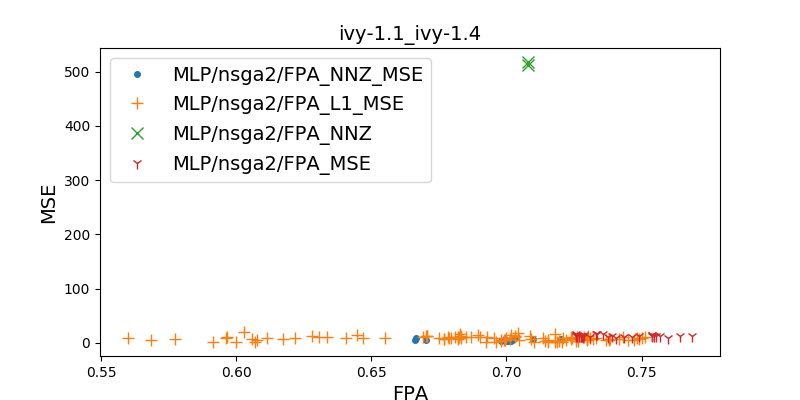 ivy-1.1_ivy-1.4
MLP/nsga2/FPA_NNZ_MSE
MLP/nsga2/FPA_L1_MSE
MLP/nsga2/FPA_NNZ
MLP/nsga2/FPA_MSE
500
400
300
200
100
0
MSE
0.55
0.60
0.65
0.70
0.75
FPA